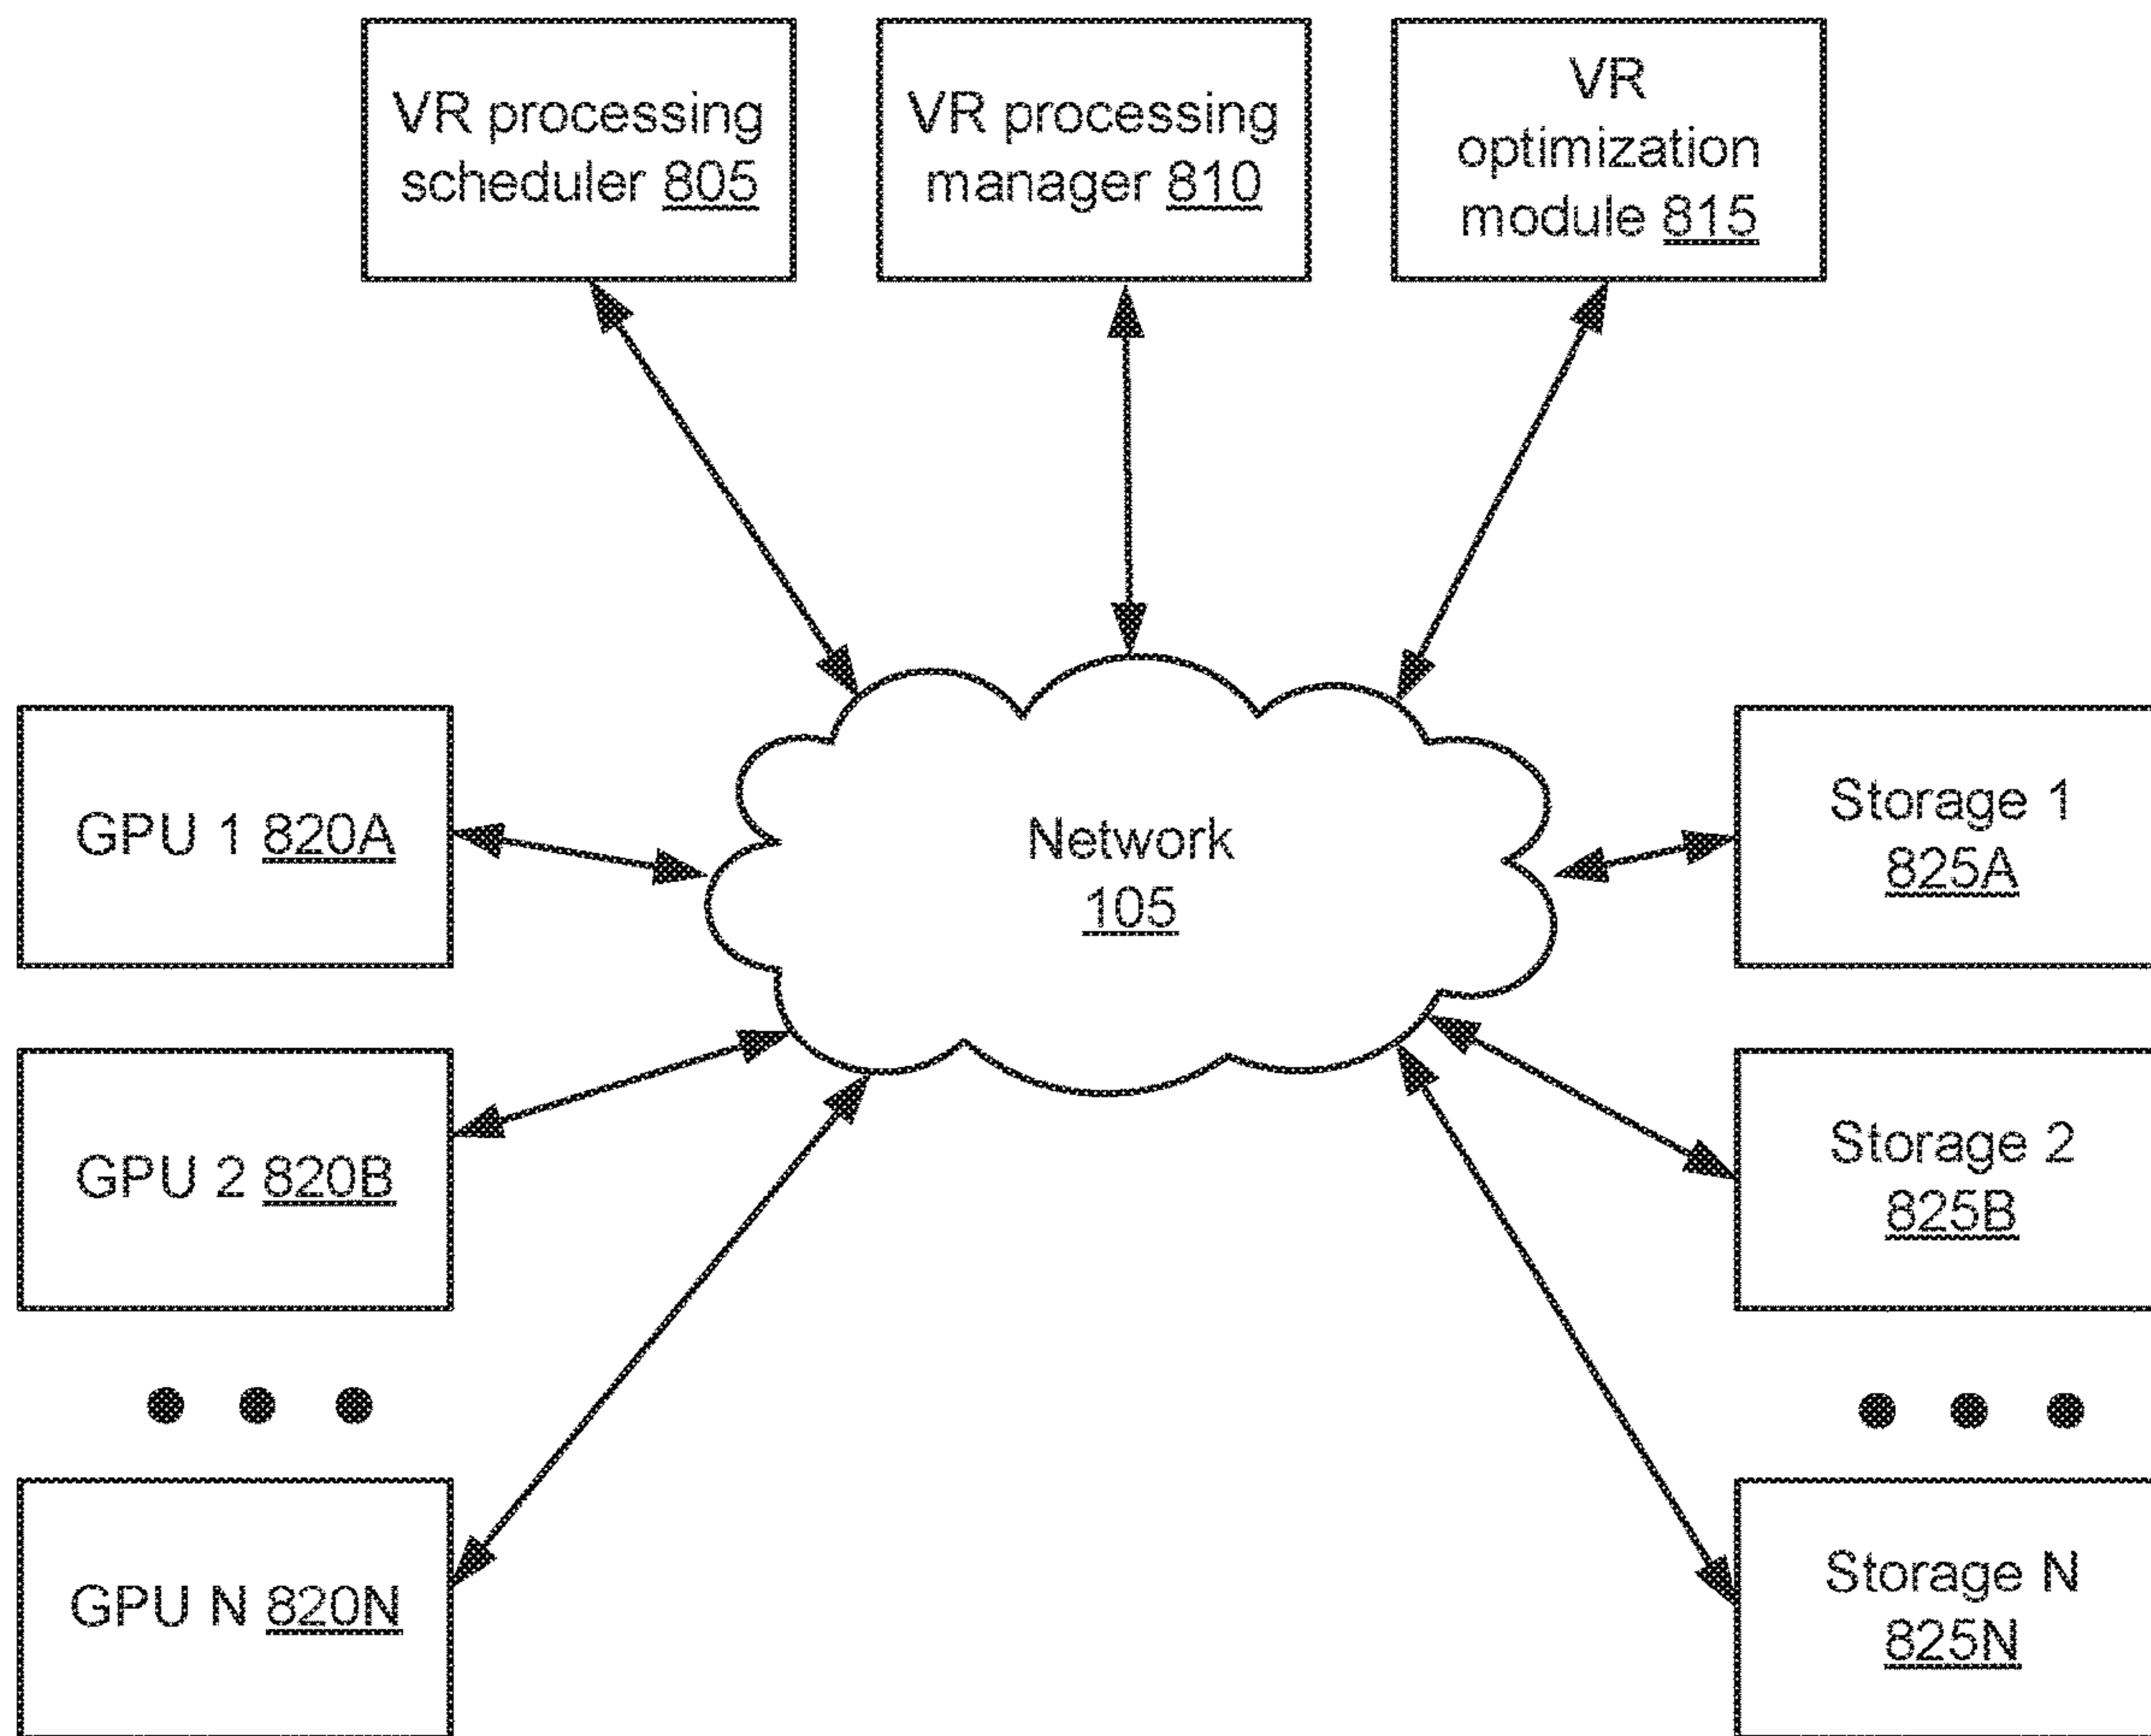 VR processing
scheduler 805
VR processing
manager 810
VR
optimization
module 815
GPU 1 820A
Network
105
Storage 1
825A
GPU 2 820B
Storage 2
825B
GPU N 820N
Storage N
825N